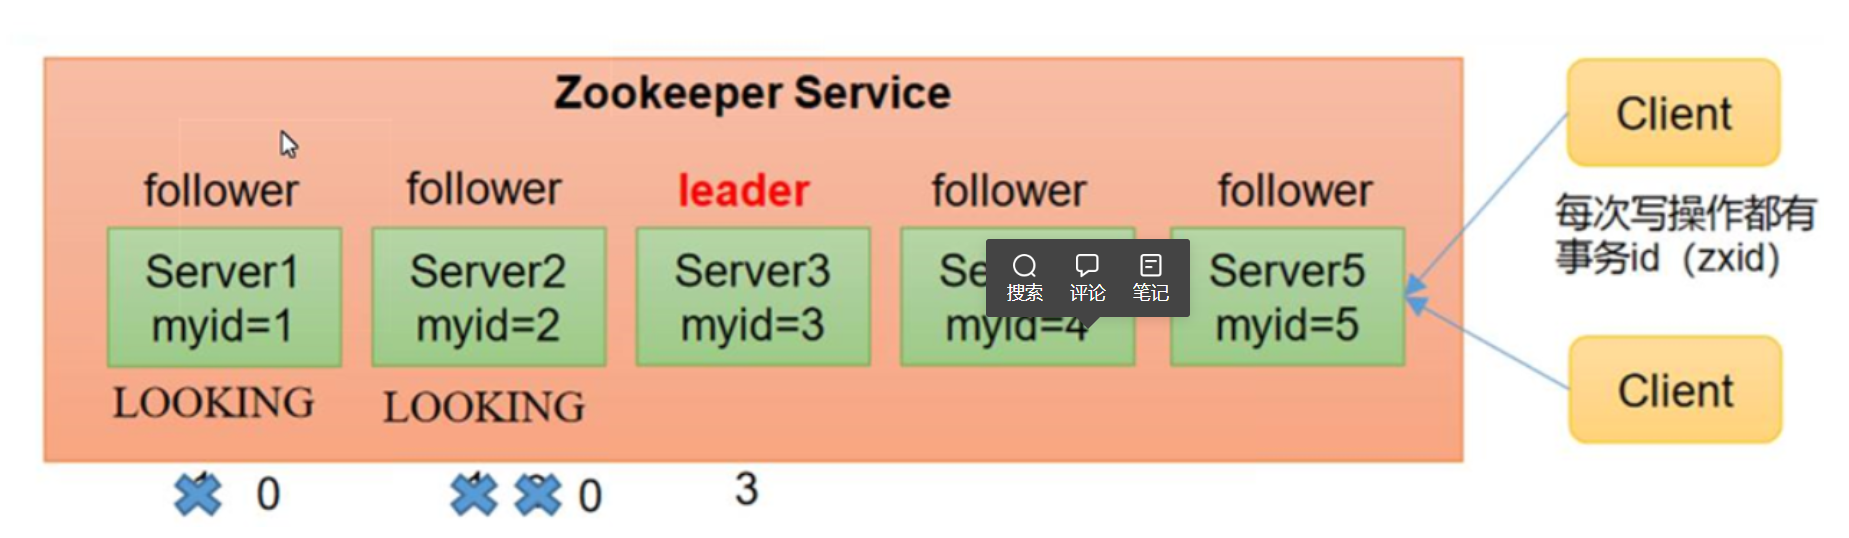 Zookeeper Service
follower
follower
leader
follower
follower
Server1
myid=1
Server2
myid=2
Server3
myid=3
myid=4
Server5
myid=5
搜索
评论
笔记
LOOKING
LOOKING
0
0
3
Client
每次写操作都有
事务id（zxid）
Client